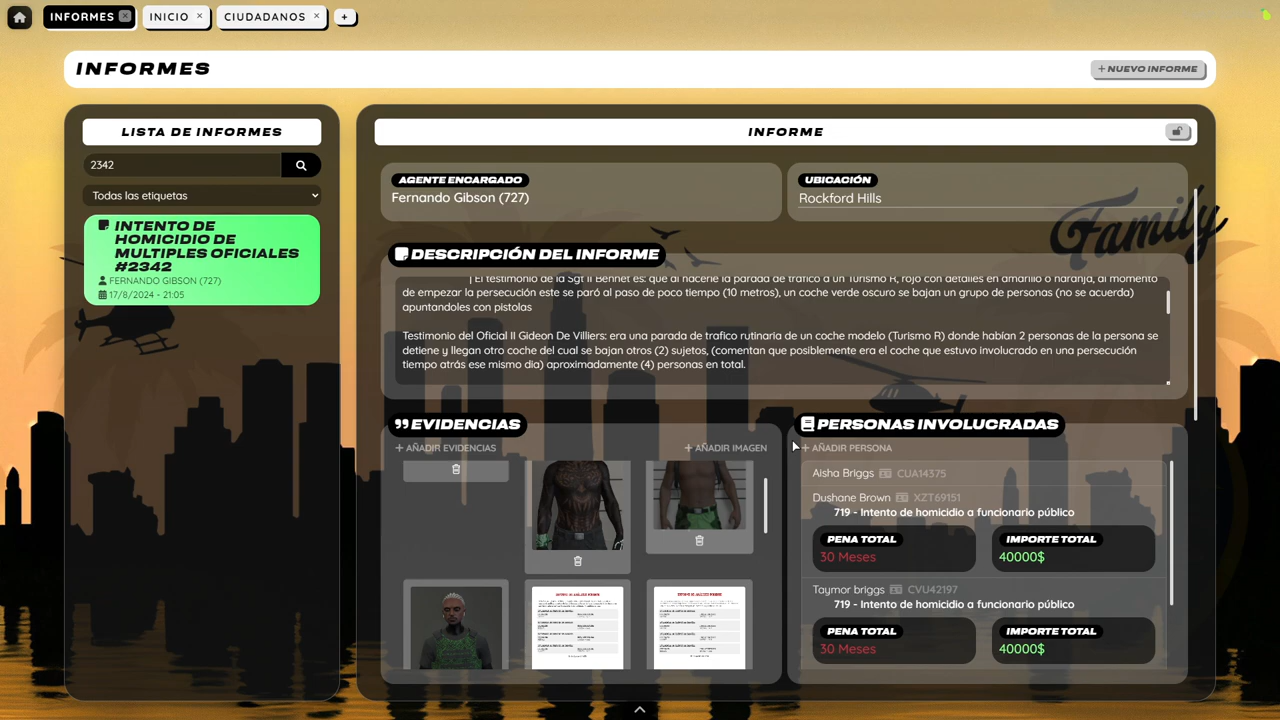 INFORMES
INICIO
CIUDADANOS
INFORMES
+ NUEVO INFORME
LISTA DE INFORMES
2342
Todas las etiquetas
INTENTO DE
HOMICIDIO DE
MULTIPLES OFICIALES
#2342
FERNANDO GIBSON (727)
17/8/2024 - 21:05
INFORME
AGENTE ENCARGADO
Fernando Gibson (727)
UBICACIÓN
Rockford Hills
Family
DESCRIPCIÓN DEL INFORME
| El testimonio de la Sgt II Bennet es: que al hacerle la parada de trafico a un Turismo R, rojo con detalles en amarillo o naranja, al momento
de empezar la persecución este se paró al paso de poco tiempo (10 metros), un coche verde oscuro se bajan un grupo de personas (no se acuerda)
apuntandoles con pistolas
Testimonio del Oficial II Gideon De Villiers: era una parada de trafico rutinaria de un coche modelo (Turismo R) donde habían 2 personas de la persona se
detiene y llegan otro coche del cual se bajan otros (2) sujetos, (comentan que posiblemente era el coche que estuvo involucrado en una persecución
tiempo atrás ese mismo dia) aproximadamente (4) personas en total.
EVIDENCIAS
+ AÑADIR EVIDENCIAS
+ AÑADIR IMAGEN
PERSONAS INVOLUCRADAS
+ AÑADIR PERSONA
Aisha Briggs CUA14375
Dushane Brown XZT69151
719 - Intento de homicidio a funcionario público
PENA TOTAL
30 Meses
IMPORTE TOTAL
40000$
Taymor briggs CVU42197
719 - Intento de homicidio a funcionario público
PENA TOTAL
30 Meses
IMPORTE TOTAL
40000$